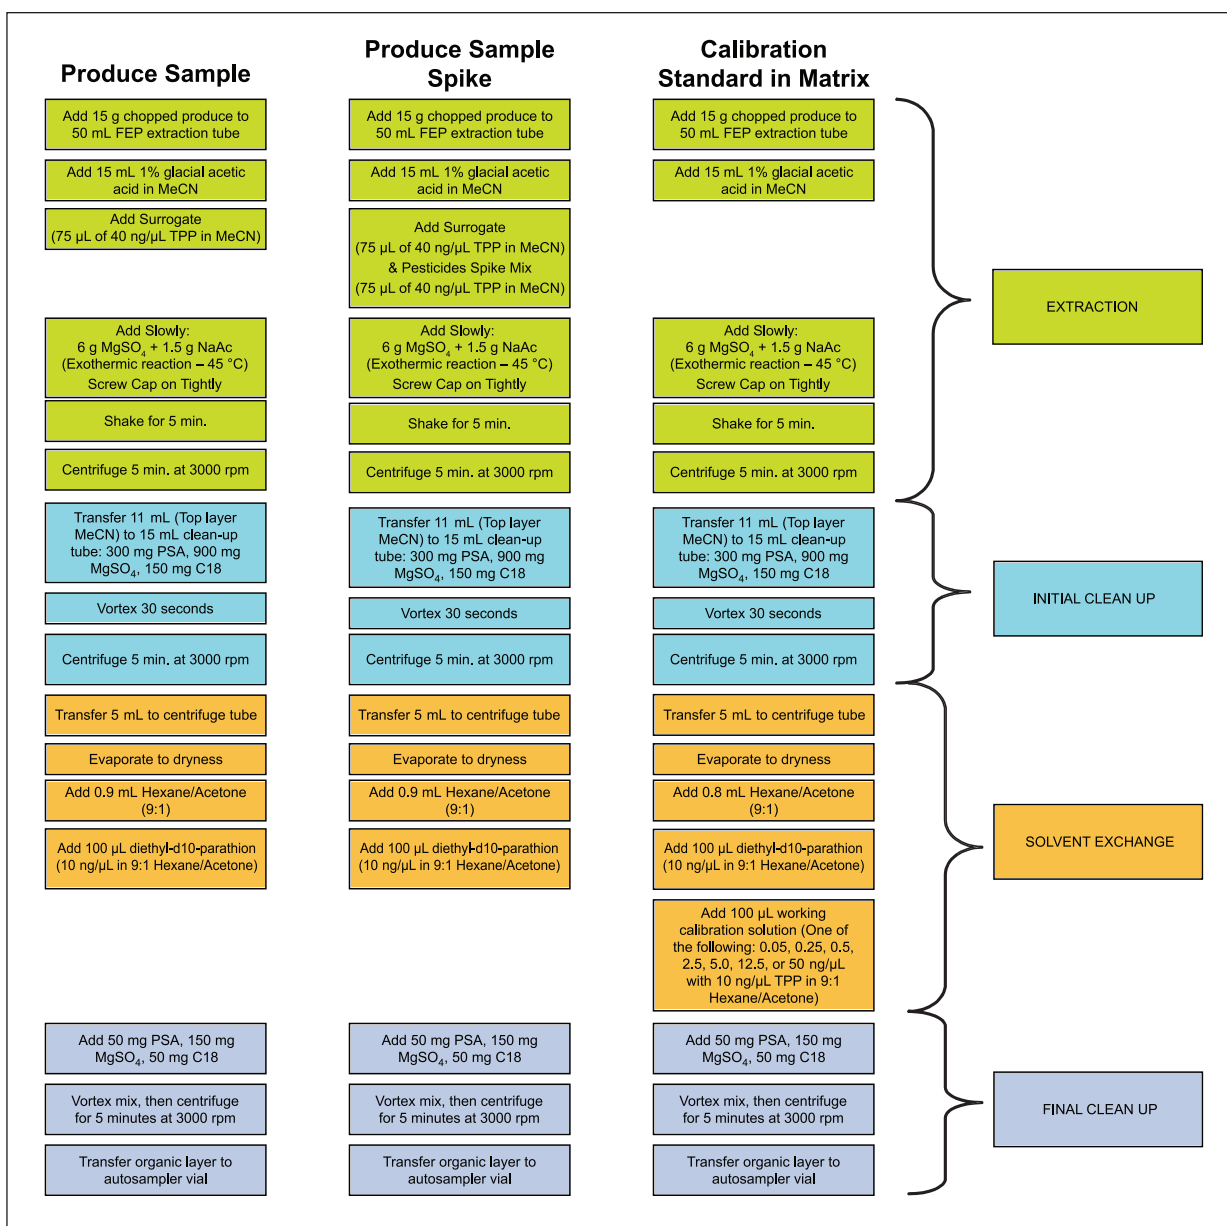 Produce Sample
Add 15 g chopped produce to
50 mL FEP extraction tube
Add 15 mL 1% glacial acetic
acid in MeCN
Add Surrogate
(75 µL of 40 ng/µL TPP in MeCN)
Add Slowly:
6 g MgSO₄ + 1.5 g NaAc
(Exothermic reaction – 45 °C)
Screw Cap on Tightly
Shake for 5 min.
Centrifuge 5 min. at 3000 rpm
Transfer 11 mL (Top layer
MeCN) to 15 mL clean-up
tube: 300 mg PSA, 900 mg
MgSO₄, 150 mg C18
Vortex 30 seconds
Centrifuge 5 min. at 3000 rpm
Transfer 5 mL to centrifuge tube
Evaporate to dryness
Add 0.9 mL Hexane/Acetone
(9:1)
Add 100 µL diethyl-d10-parathion
(10 ng/µL in 9:1 Hexane/Acetone)
Add 50 mg PSA, 150 mg
MgSO₄, 50 mg C18
Vortex mix, then centrifuge
for 5 minutes at 3000 rpm
Transfer organic layer to
autosampler vial
Produce Sample
Spike
Add 15 g chopped produce to
50 mL FEP extraction tube
Add 15 mL 1% glacial acetic
acid in MeCN
Add Surrogate
(75 µL of 40 ng/µL TPP in MeCN)
& Pesticides Spike Mix
(75 µL of 40 ng/µL TPP in MeCN)
Add Slowly:
6 g MgSO₄ + 1.5 g NaAc
(Exothermic reaction – 45 °C)
Screw Cap on Tightly
Shake for 5 min.
Centrifuge 5 min. at 3000 rpm
Transfer 11 mL (Top layer
MeCN) to 15 mL clean-up
tube: 300 mg PSA, 900 mg
MgSO₄, 150 mg C18
Vortex 30 seconds
Centrifuge 5 min. at 3000 rpm
Transfer 5 mL to centrifuge tube
Evaporate to dryness
Add 0.9 mL Hexane/Acetone
(9:1)
Add 100 µL diethyl-d10-parathion
(10 ng/µL in 9:1 Hexane/Acetone)
Add 50 mg PSA, 150 mg
MgSO₄, 50 mg C18
Vortex mix, then centrifuge
for 5 minutes at 3000 rpm
Transfer organic layer to
autosampler vial
Calibration
Standard in Matrix
Add 15 g chopped produce to
50 mL FEP extraction tube
Add 15 mL 1% glacial acetic
acid in MeCN
Add Slowly:
6 g MgSO₄ + 1.5 g NaAc
(Exothermic reaction – 45 °C)
Screw Cap on Tightly
Shake for 5 min.
Centrifuge 5 min. at 3000 rpm
Transfer 11 mL (Top layer
MeCN) to 15 mL clean-up
tube: 300 mg PSA, 900 mg
MgSO₄, 150 mg C18
Vortex 30 seconds
Centrifuge 5 min. at 3000 rpm
Transfer 5 mL to centrifuge tube
Evaporate to dryness
Add 0.8 mL Hexane/Acetone
(9:1)
Add 100 µL diethyl-d10-parathion
(10 ng/µL in 9:1 Hexane/Acetone)
Add 100 µL working
calibration solution (One of
the following: 0.05, 0.25, 0.5,
2.5, 5.0, 12.5, or 50 ng/µL
with 10 ng/µL TPP in 9:1
Hexane/Acetone)
Add 50 mg PSA, 150 mg
MgSO₄, 50 mg C18
Vortex mix, then centrifuge
for 5 minutes at 3000 rpm
Transfer organic layer to
autosampler vial
EXTRACTION
INITIAL CLEAN UP
SOLVENT EXCHANGE
FINAL CLEAN UP